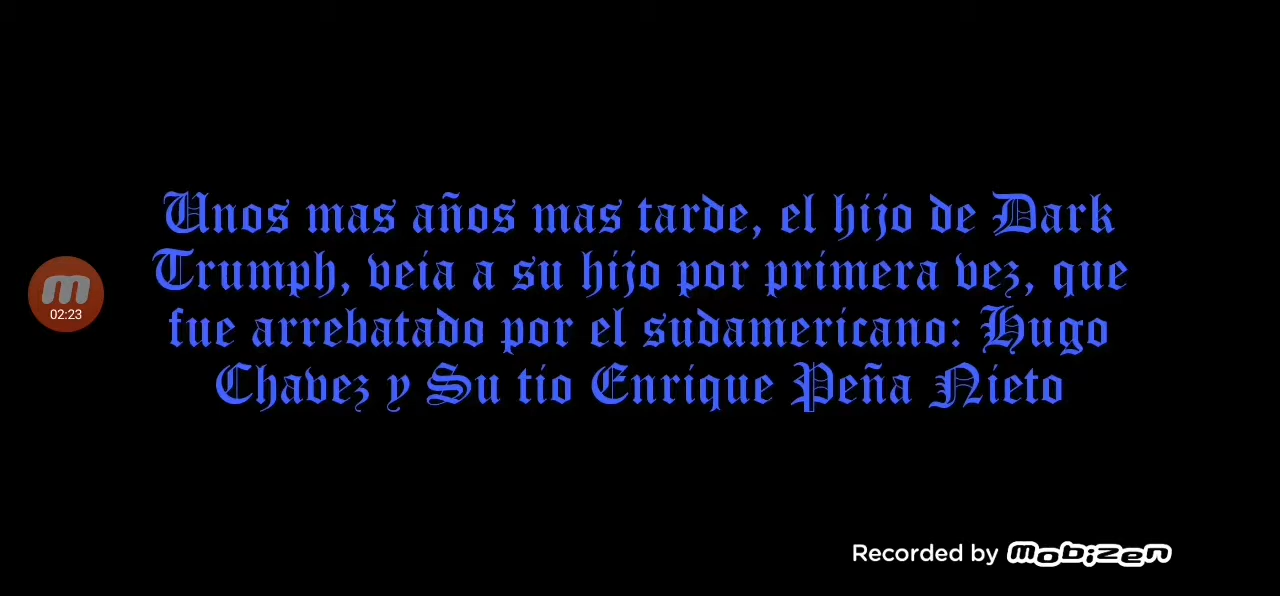 Unos mas años mas tarde, el hijo de Dark
Trumph, veia a su hijo por primera vez, que
fue arrebatado por el sudamericano: Hugo
Chavez y Su tio Enrique Peña Nieto
02:23
Recorded by mobizen